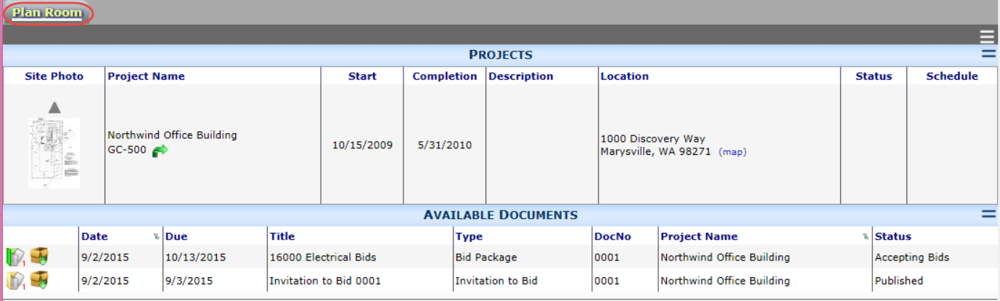 Plan Room
PROJECTS
Site Photo Project Name Start Completion Description Location Status Schedule
Northwind Office Building
GC-500
10/15/2009 5/31/2010
1000 Discovery Way
Marysville, WA 98271 (map)
AVAILABLE DOCUMENTS
Date Due Title Type DocNo Project Name Status
1 9/2/2015 10/13/2015 16000 Electrical Bids Bid Package 0001 Northwind Office Building Accepting Bids
1 9/2/2015 9/3/2015 Invitation to Bid 0001 Invitation to Bid 0001 Northwind Office Building Published